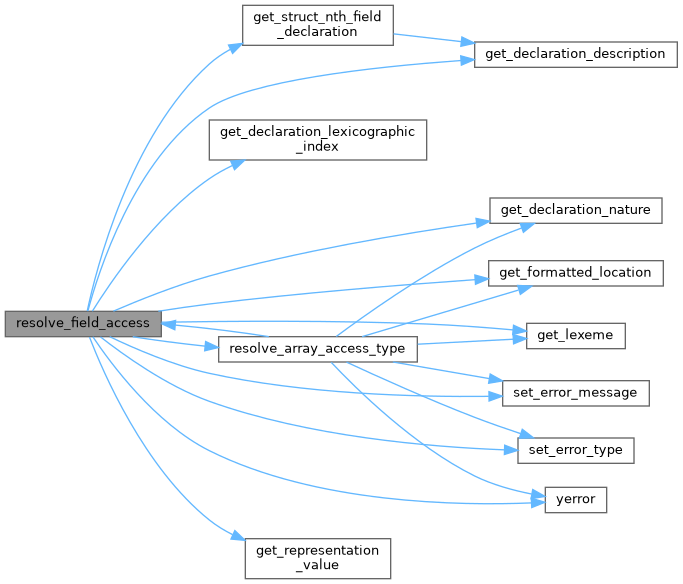 get_struct_nth_field
_declaration
get_declaration_description
get_declaration_lexicographic
_index
get_declaration_nature
get_formatted_location
resolve_field_access
get_lexeme
resolve_array_access_type
set_error_message
set_error_type
yerror
get_representation
_value